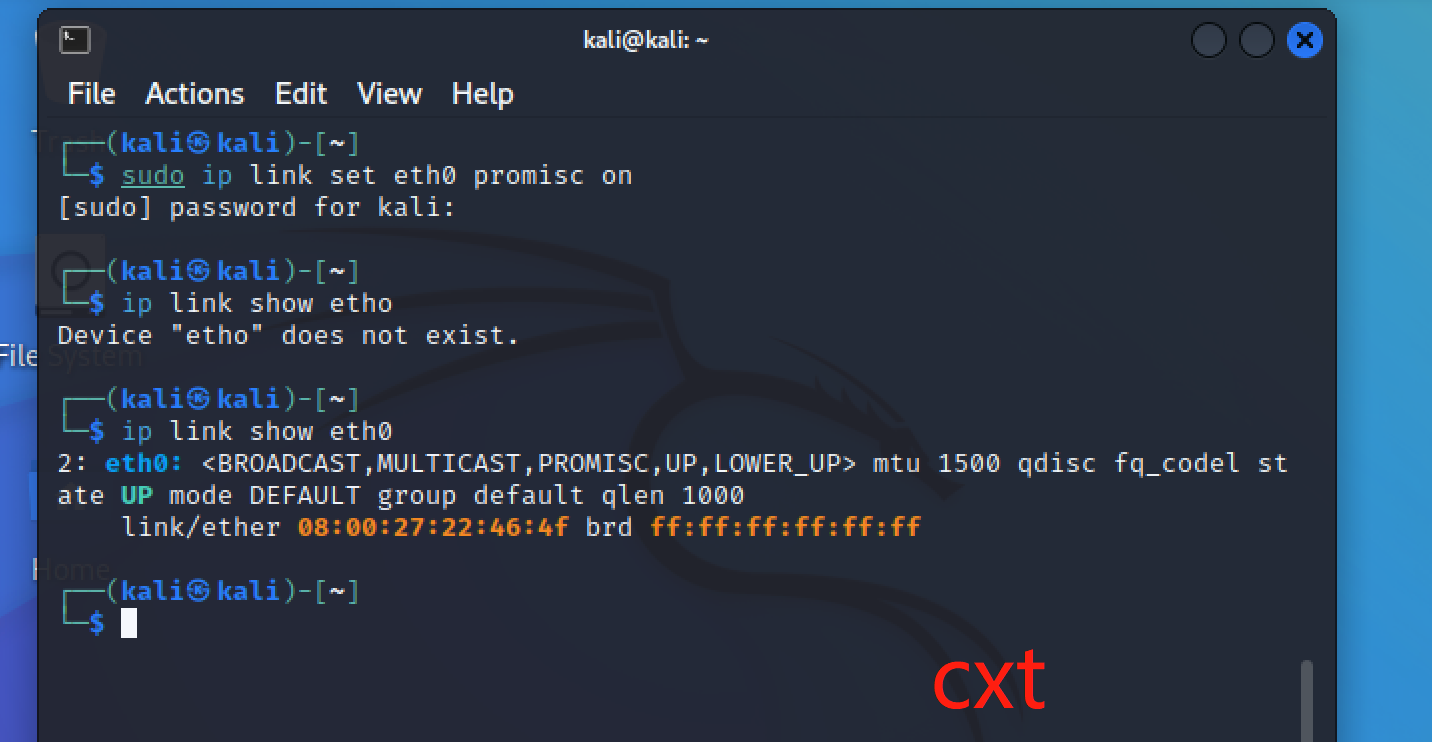 kali@kali: ~
File Actions Edit View Help
Trash
┌──(kali㉿kali)-[~]
└─$ sudo ip link set eth0 promisc on
[sudo] password for kali:
┌──(kali㉿kali)-[~]
└─$ ip link show etho
Device "etho" does not exist.
File System
┌──(kali㉿kali)-[~]
└─$ ip link show eth0
2: eth0: <BROADCAST,MULTICAST,PROMISC,UP,LOWER_UP> mtu 1500 qdisc fq_codel st
ate UP mode DEFAULT group default qlen 1000
    link/ether 08:00:27:22:46:4f brd ff:ff:ff:ff:ff:ff
Home
┌──(kali㉿kali)-[~]
└─$
cxt